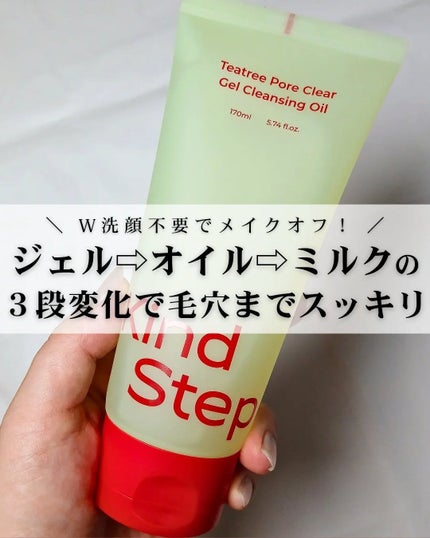 Teatree Pore Clear
Gel Cleansing Oil
170ml 5.74 fl.oz.
＼ W洗顔不要でメイクオフ！ ／
ジェル⇨オイル⇨ミルクの
３段変化で毛穴までスッキリ
Kind
Step